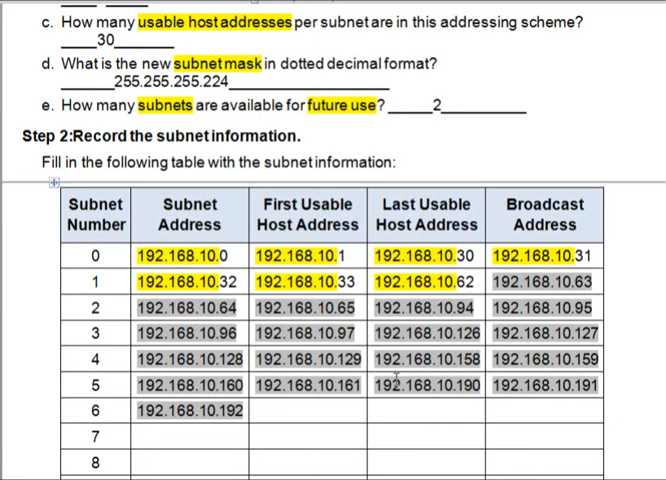 c. How many usable host addresses per subnet are in this addressing scheme?
____30_______
d. What is the new subnet mask in dotted decimal format?
______255.255.255.224___________________
e. How many subnets are available for future use? _____2__________
Step 2:Record the subnet information.
Fill in the following table with the subnet information:
Subnet Number Subnet Address First Usable Host Address Last Usable Host Address Broadcast Address
0 192.168.10.0 192.168.10.1 192.168.10.30 192.168.10.31
1 192.168.10.32 192.168.10.33 192.168.10.62 192.168.10.63
2 192.168.10.64 192.168.10.65 192.168.10.94 192.168.10.95
3 192.168.10.96 192.168.10.97 192.168.10.126 192.168.10.127
4 192.168.10.128 192.168.10.129 192.168.10.158 192.168.10.159
5 192.168.10.160 192.168.10.161 192.168.10.190 192.168.10.191
6 192.168.10.192
7
8